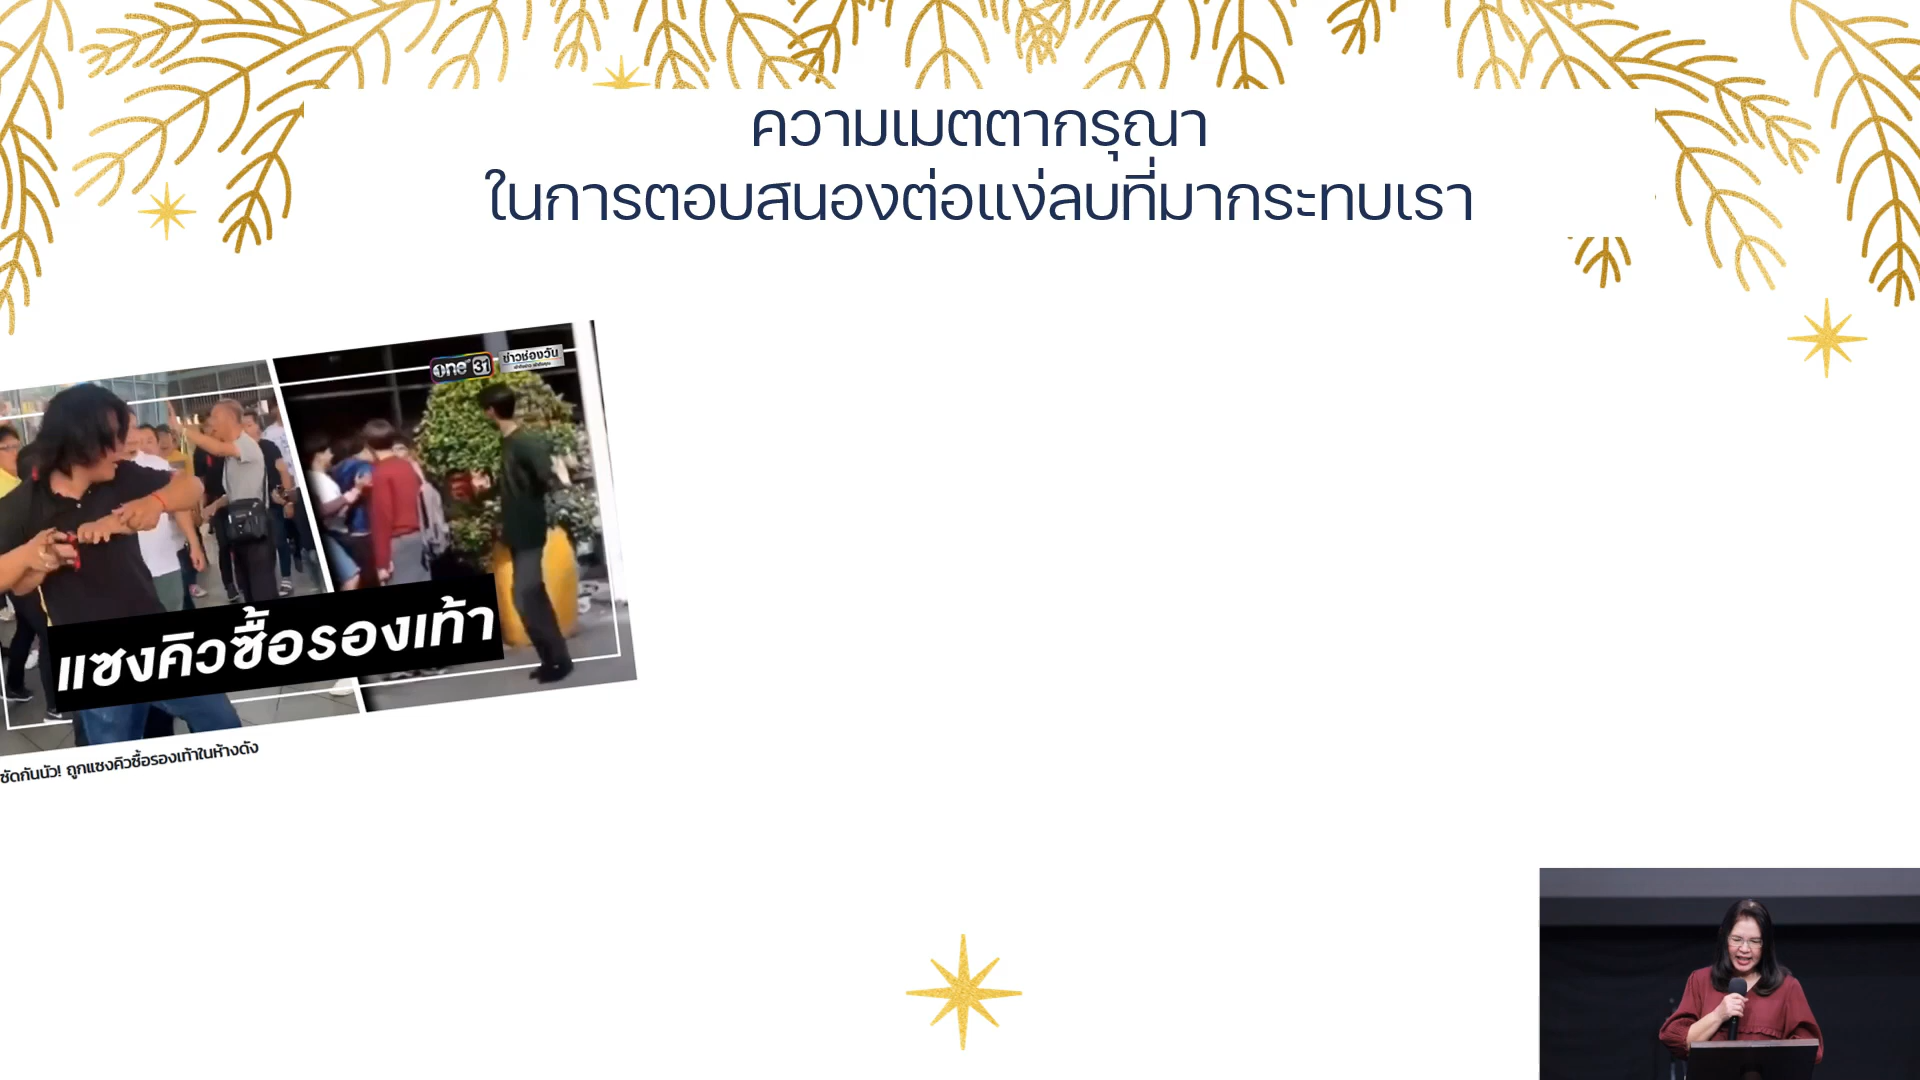 ความเมตตากรุณา
ในการตอบสนองต่อแง่ลบที่มากระทบเรา
one 31
ข่าวช่องวัน
แซงคิวซื้อรองเท้า
ซัดกันนัว! ถูกแซงคิวซื้อรองเท้าในห้างดัง